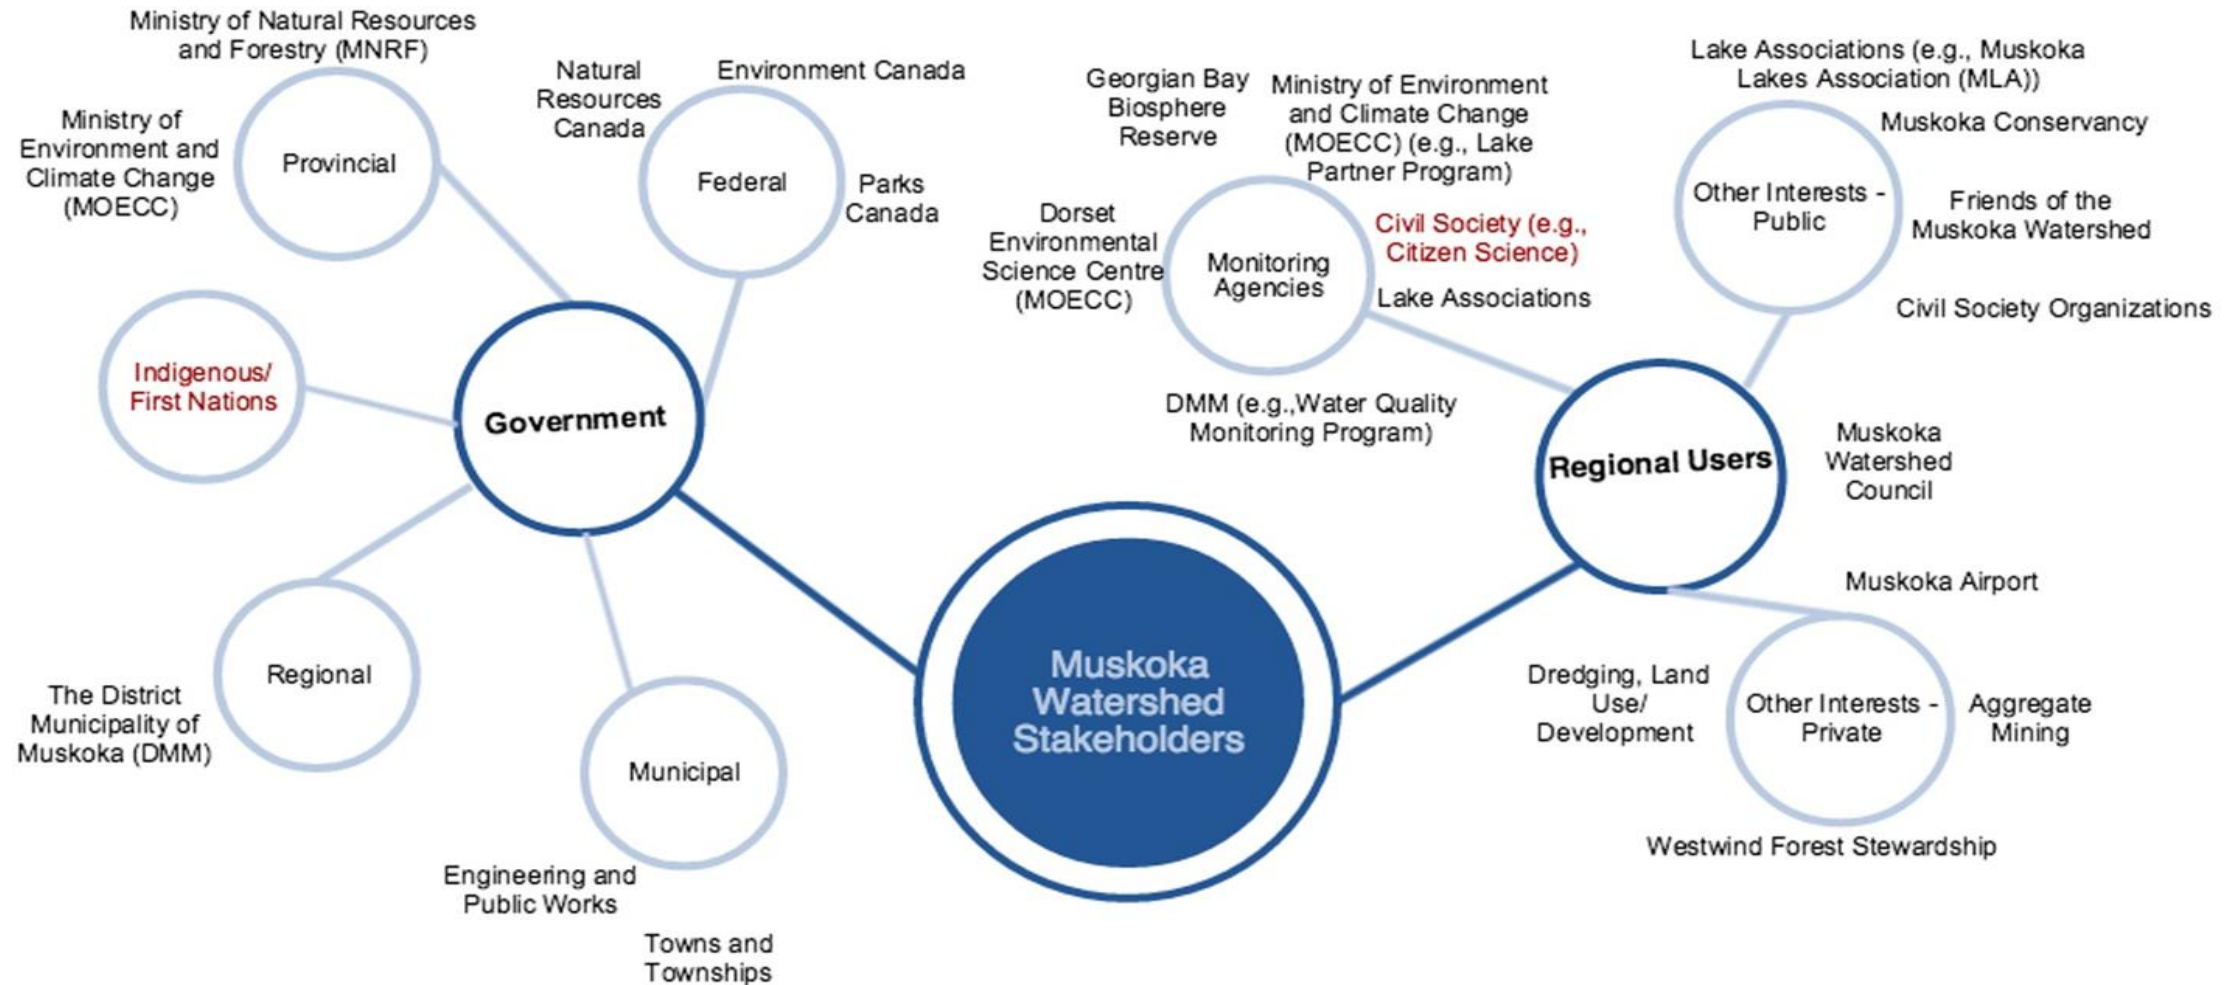 Ministry of Natural Resources
and Forestry (MNRF)
Ministry of
Environment and
Climate Change
(MOECC)
Provincial
Natural
Resources
Canada
Environment Canada
Federal
Parks
Canada
Indigenous/
First Nations
Government
Regional
The District
Municipality of
Muskoka (DMM)
Municipal
Engineering and
Public Works
Towns and
Townships
Muskoka
Watershed
Stakeholders
Georgian Bay
Biosphere
Reserve
Ministry of Environment
and Climate Change
(MOECC) (e.g., Lake
Partner Program)
Dorset
Environmental
Science Centre
(MOECC)
Monitoring
Agencies
Civil Society (e.g.,
Citizen Science)
Lake Associations
DMM (e.g.,Water Quality
Monitoring Program)
Lake Associations (e.g., Muskoka
Lakes Association (MLA))
Muskoka Conservancy
Other Interests -
Public
Friends of the
Muskoka Watershed
Civil Society Organizations
Regional Users
Muskoka
Watershed
Council
Muskoka Airport
Dredging, Land
Use/
Development
Other Interests -
Private
Aggregate
Mining
Westwind Forest Stewardship